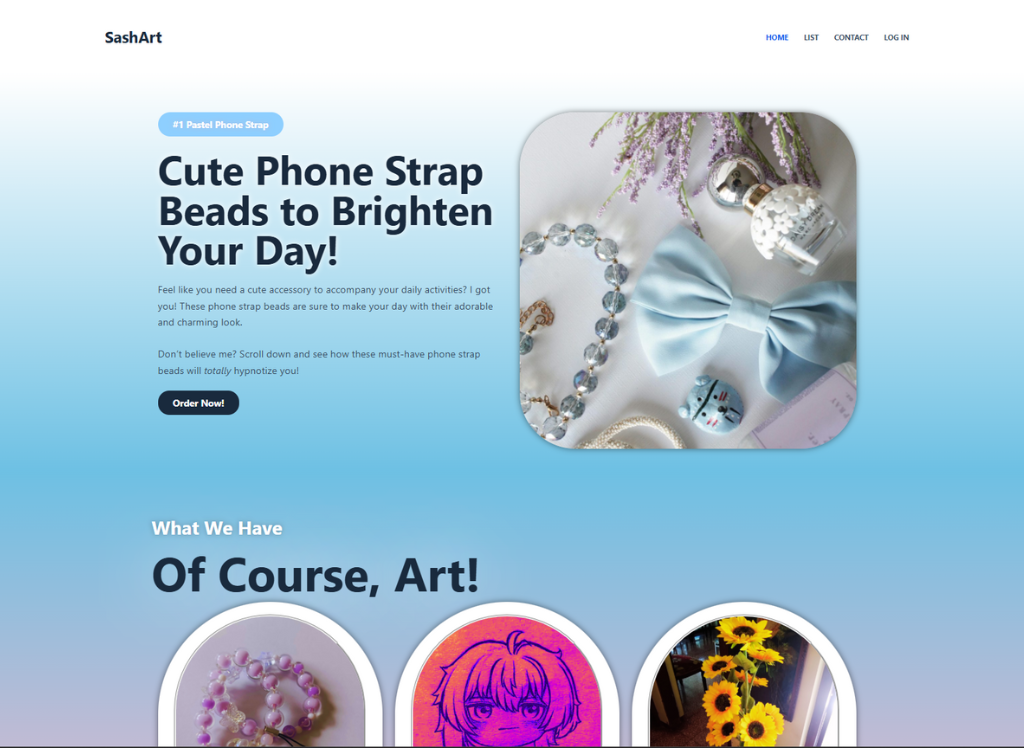 SashArt
HOME LIST CONTACT LOG IN
#1 Pastel Phone Strap
Cute Phone Strap
Beads to Brighten
Your Day!
Feel like you need a cute accessory to accompany your daily activities? I got
you! These phone strap beads are sure to make your day with their adorable
and charming look.
Don't believe me? Scroll down and see how these must-have phone strap
beads will totally hypnotize you!
Order Now!
What We Have
Of Course, Art!